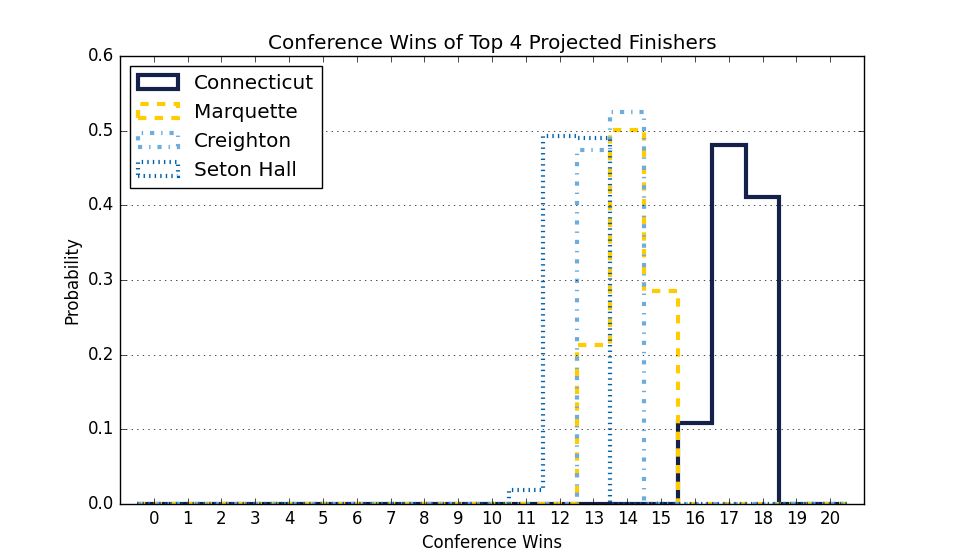 Conference Wins of Top 4 Projected Finishers
0.6
0.5
0.4
0.3
0.2
0.1
0.0
Probability
Connecticut
Marquette
Creighton
Seton Hall
0 1 2 3 4 5 6 7 8 9 10 11 12 13 14 15 16 17 18 19 20
Conference Wins